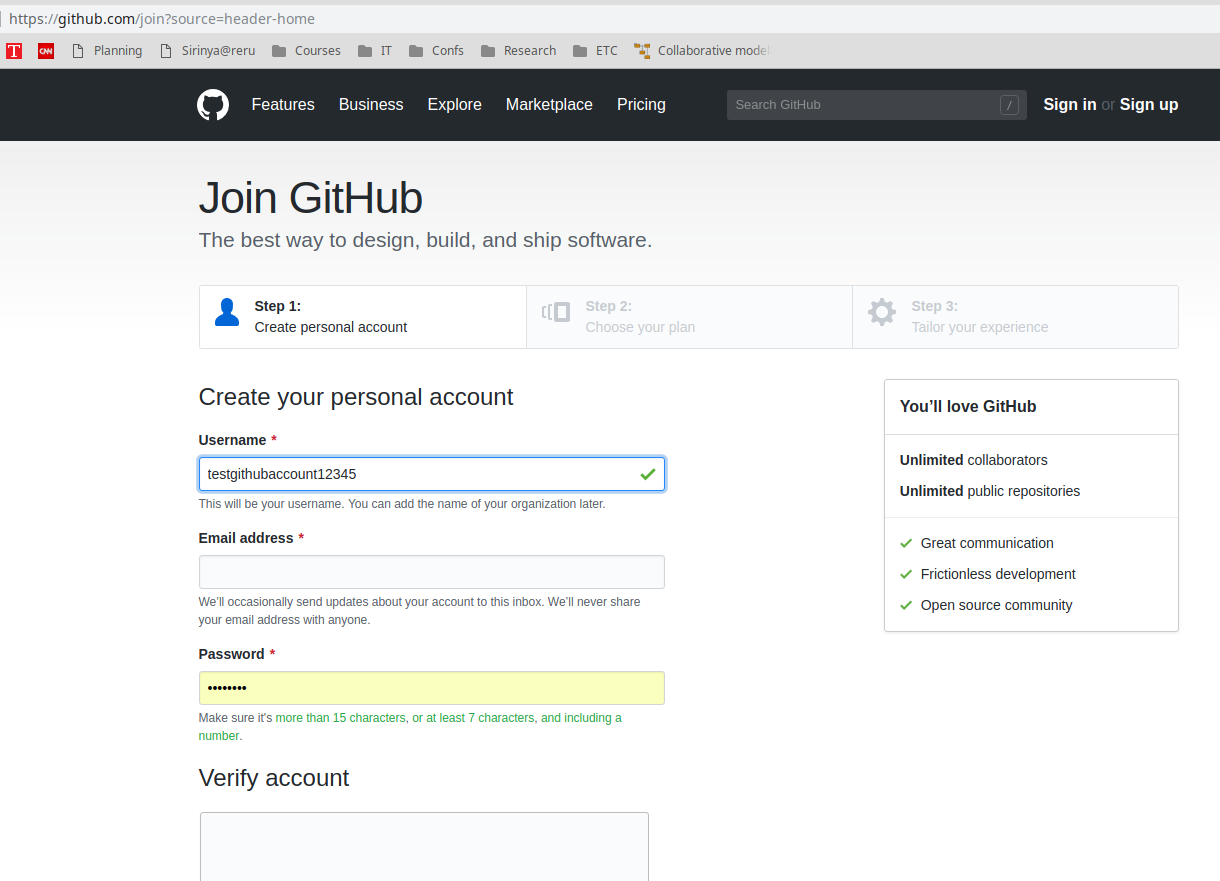 https://github.com/join?source=header-home
T CNN Planning Sirinya@reru Courses IT Confs Research ETC Collaborative mode
Features Business Explore Marketplace Pricing Search GitHub / Sign in or Sign up
Join GitHub
The best way to design, build, and ship software.
Step 1:
Create personal account
Step 2:
Choose your plan
Step 3:
Tailor your experience
Create your personal account
Username *
testgithubaccount12345
This will be your username. You can add the name of your organization later.
Email address *
We'll occasionally send updates about your account to this inbox. We'll never share
your email address with anyone.
Password *
••••••••
Make sure it's more than 15 characters, or at least 7 characters, and including a
number.
Verify account
You’ll love GitHub
Unlimited collaborators
Unlimited public repositories
Great communication
Frictionless development
Open source community